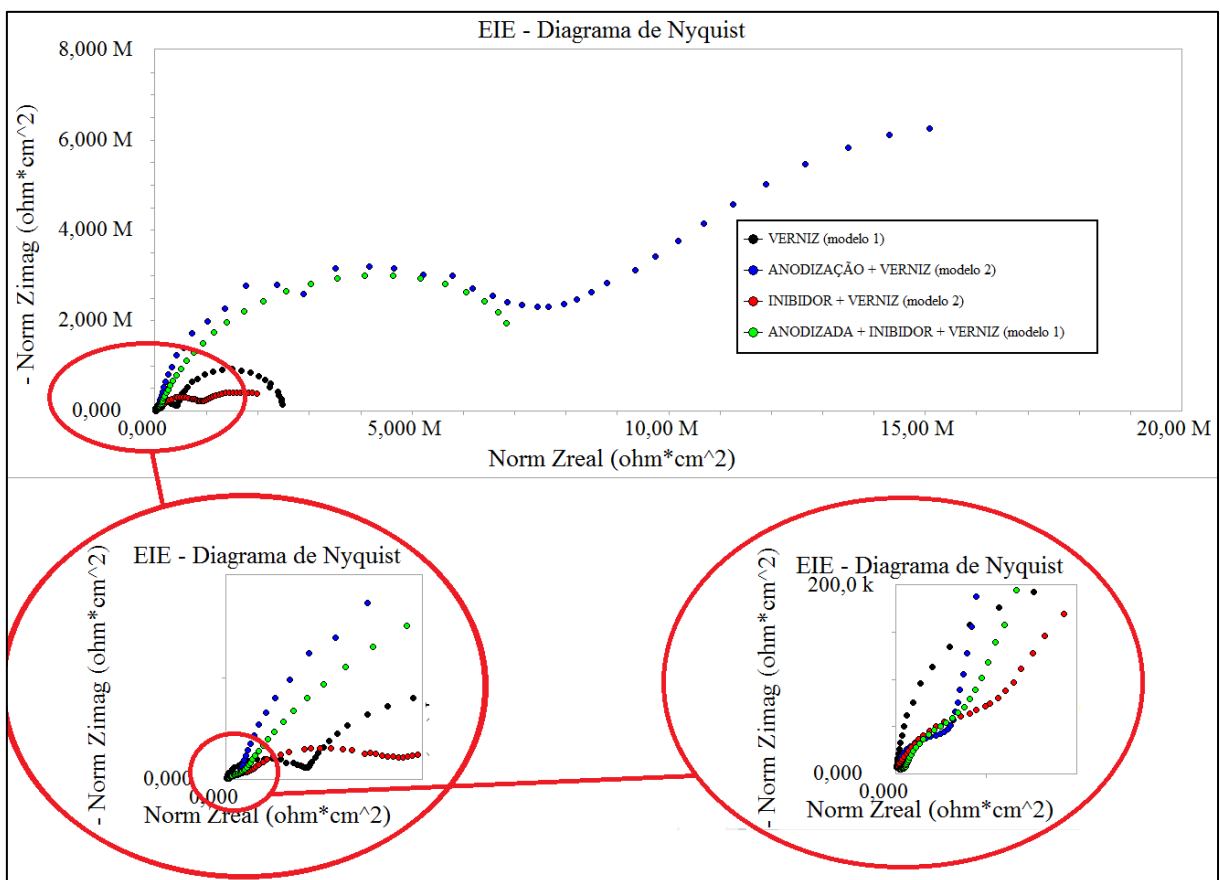 EIE - Diagrama de Nyquist
8,000 M
6,000 M
4,000 M
2,000 M
0,000
- Norm Zimag (ohm*cm^2)
VERNIZ (modelo 1)
ANODIZAÇÃO + VERNIZ (modelo 2)
INIBIDOR + VERNIZ (modelo 2)
ANODIZADA + INIBIDOR + VERNIZ (modelo 1)
0,000
5,000 M
10,00 M
15,00 M
20,00 M
Norm Zreal (ohm*cm^2)
EIE - Diagrama de Nyquist
- Norm Zimag (ohm*cm^2)
0,000
0,000
Norm Zreal (ohm*cm^2)
EIE - Diagrama de Nyquist
200,0 k
- Norm Zimag (ohm*cm^2)
0,000
0,000
Norm Zreal (ohm*cm^2)